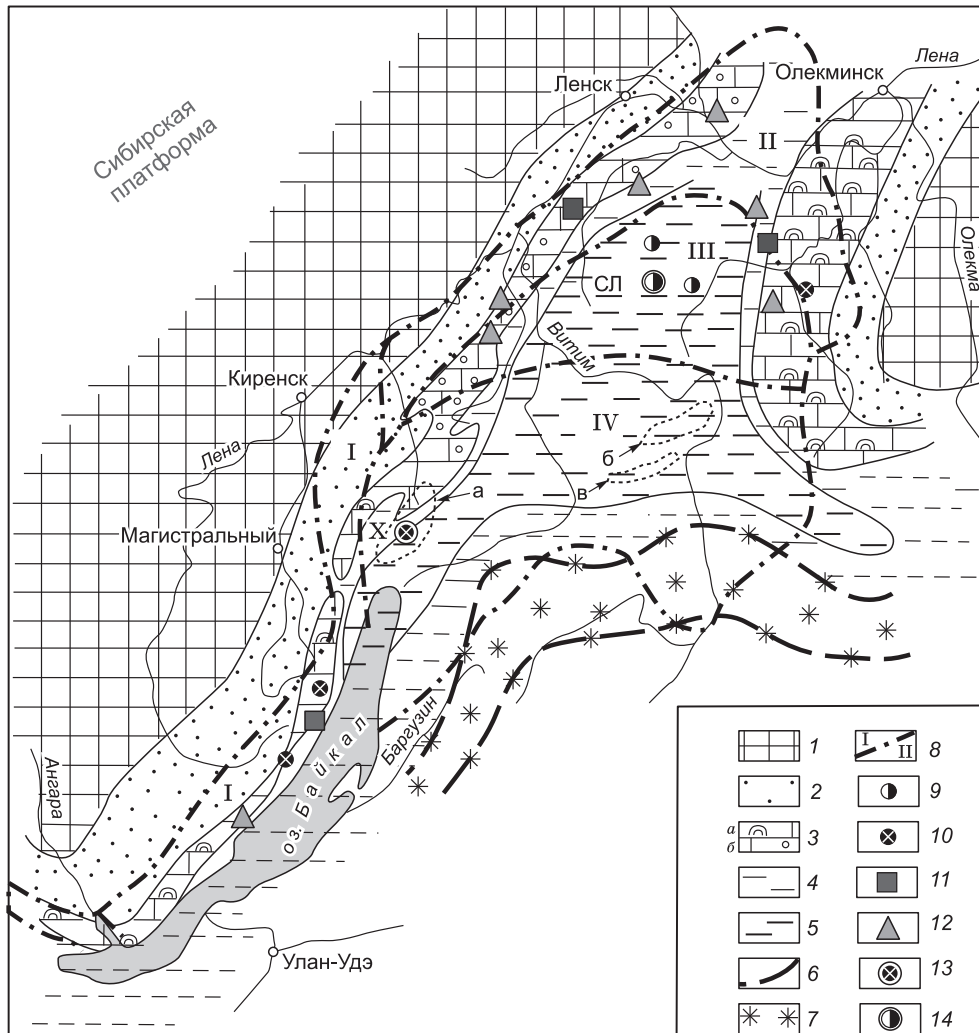 Лена
Олекминск
Ленск
Сибирская
платформа
II
Олекма
III
СЛ
Витим
Киренск
IV
Лена
I
б
а
в
Х
Магистральный
Баргузин
оз. Байкал
Ангара
I
Улан-Удэ
1
I
II
8
2
9
а
б
3
10
4
11
5
12
6
13
7
14